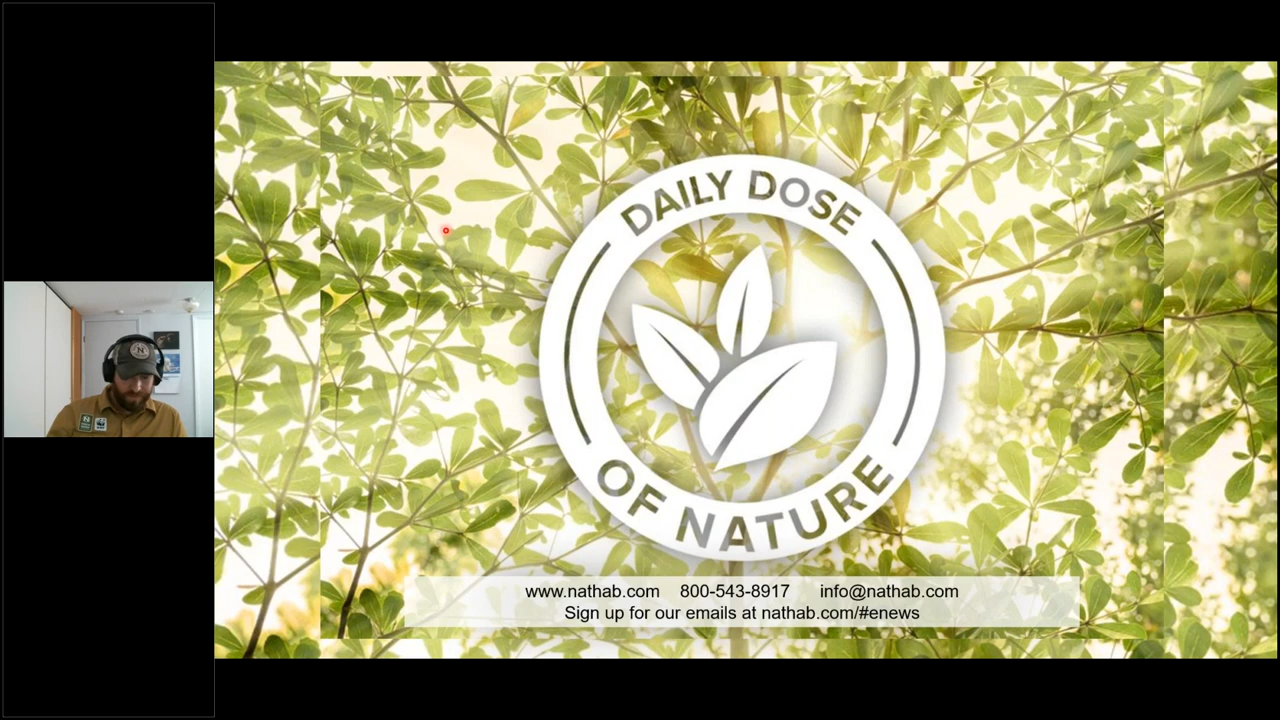 DAILY DOSE
OF NATURE
www.nathab.com 800-543-8917 info@nathab.com
Sign up for our emails at nathab.com/#enews